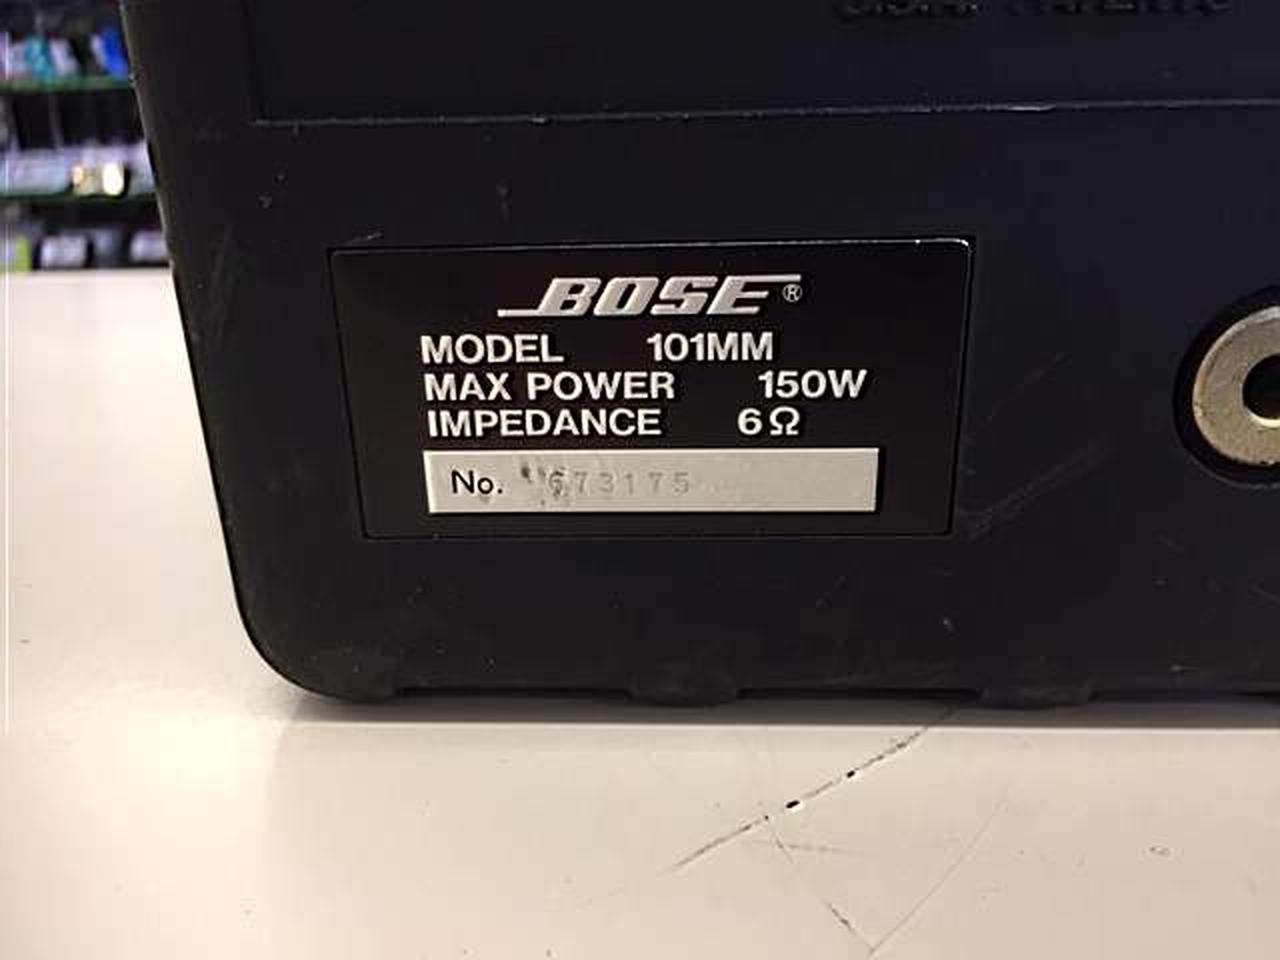 BOSE®
MODEL 101MM
MAX POWER 150W
IMPEDANCE 6Ω
No. 673175